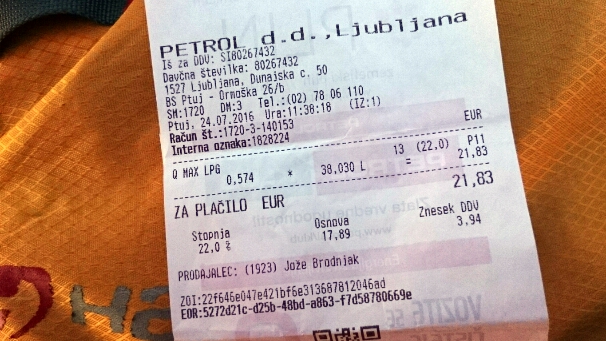 PETROL d.d.,Ljubljana
Iš za DDV: SI80267432
Davčna številka: 80267432
1527 Ljubljana, Dunajska c. 50
BS Ptuj - Ormoška 26/b
SM:1720 DM:3 Tel.:(02) 78 06 110
Ptuj, 24.07.2016 Ura:11:38:18 (IZ:1)
Račun št.:1720-3-140153
Interna oznaka:1828224
EUR
Q MAX LPG 13 (22,0) P11
0,574 * 38,030 L = 21,83
ZA PLAČILO EUR 21,83
Stopnja Osnova Znesek DDV
22,0 % 17,89 3,94
PRODAJALEC: (1923) Jože Brodnjak
ZOI:22f646e047e421bf6e313687812046ad
EOR:5272d21c-d25b-48bd-a863-f7d58780669e